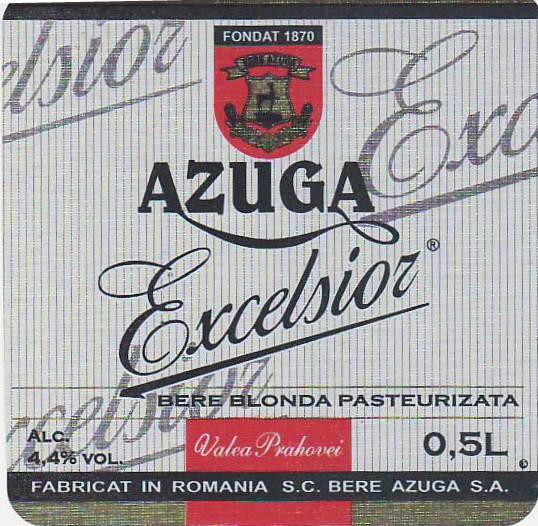 FONDAT 1870
AZUGA
Excelsior®
BERE BLONDA PASTEURIZATA
ALC.
4,4% VOL.
Valea Prahovei
0,5L
FABRICAT IN ROMANIA S.C. BERE AZUGA S.A.